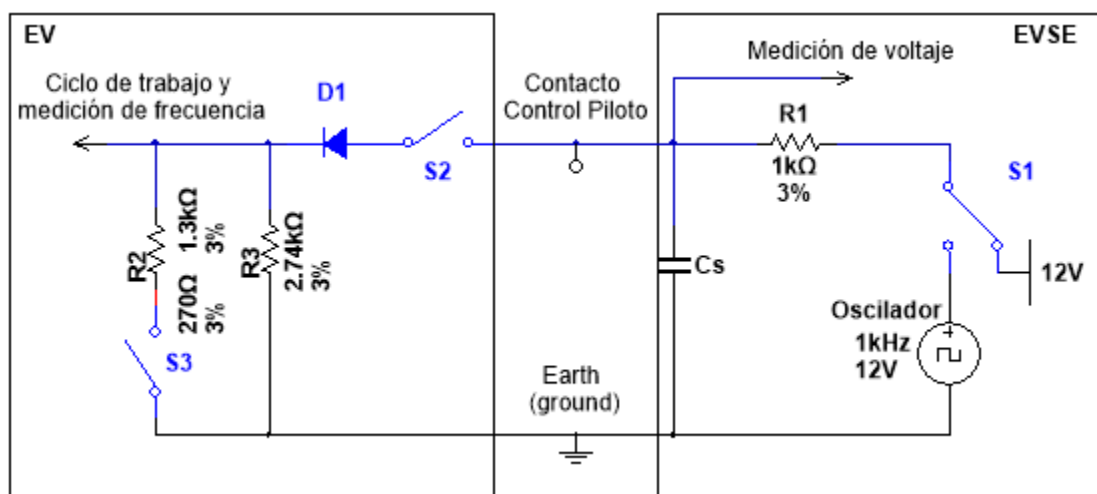 EV
EVSE
Ciclo de trabajo y
medición de frecuencia
D1
S2
Contacto
Control Piloto
Medición de voltaje
R1
1kΩ
3%
S1
R2
1.3kΩ
3%
270Ω
3%
R3
2.74kΩ
3%
S3
Cs
12V
Oscilador
1kHz
12V
Earth
(ground)